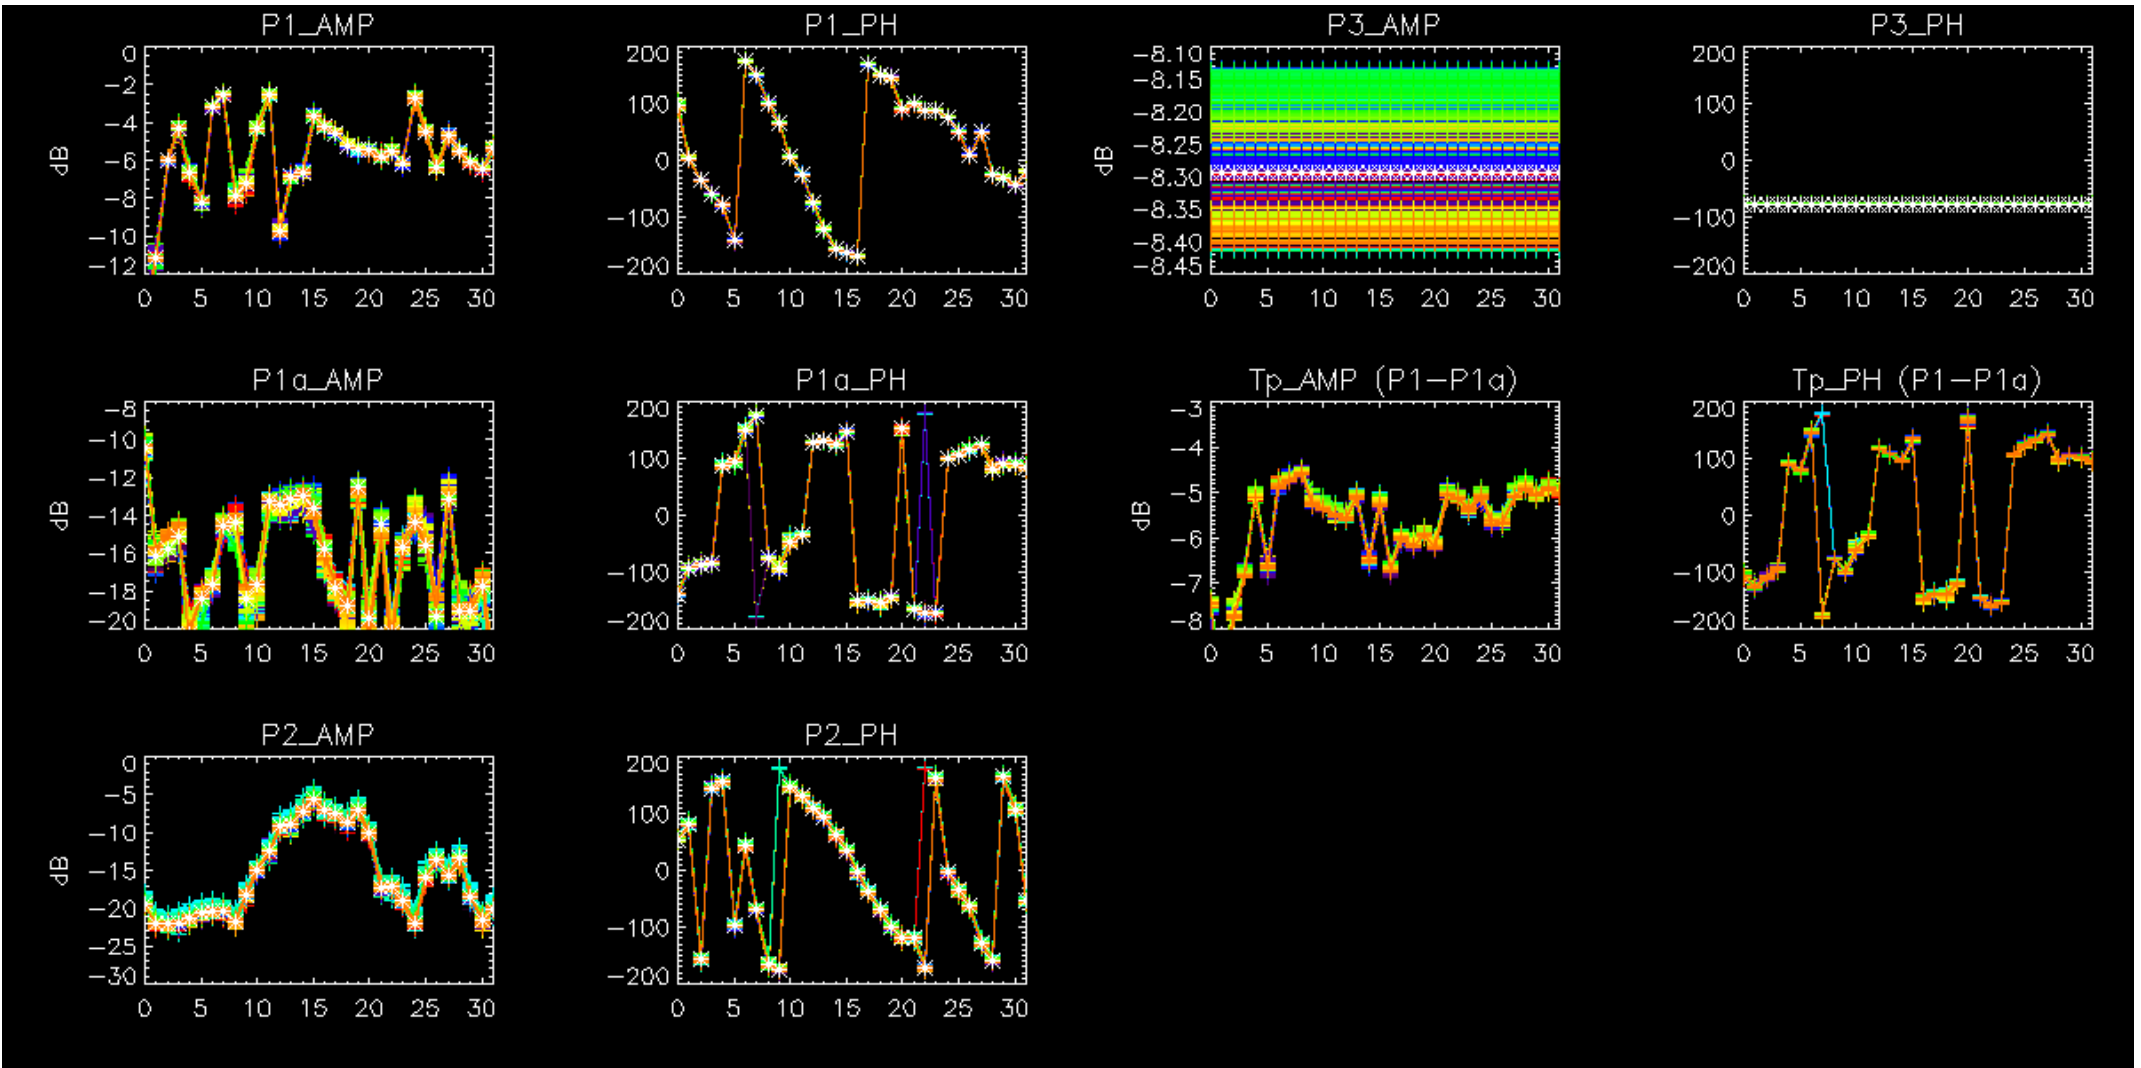 P1_AMP
P1_PH
P3_AMP
P3_PH
dB
0
-2
-4
-6
-8
-10
-12
0 5 10 15 20 25 30
200
100
0
-100
-200
0 5 10 15 20 25 30
dB
-8.10
-8.15
-8.20
-8.25
-8.30
-8.35
-8.40
-8.45
0 5 10 15 20 25 30
200
100
0
-100
-200
0 5 10 15 20 25 30
P1a_AMP
P1a_PH
Tp_AMP (P1-P1a)
Tp_PH (P1-P1a)
dB
-8
-10
-12
-14
-16
-18
-20
0 5 10 15 20 25 30
200
100
0
-100
-200
0 5 10 15 20 25 30
dB
-3
-4
-5
-6
-7
-8
0 5 10 15 20 25 30
200
100
0
-100
-200
0 5 10 15 20 25 30
P2_AMP
P2_PH
dB
0
-5
-10
-15
-20
-25
-30
0 5 10 15 20 25 30
200
100
0
-100
-200
0 5 10 15 20 25 30